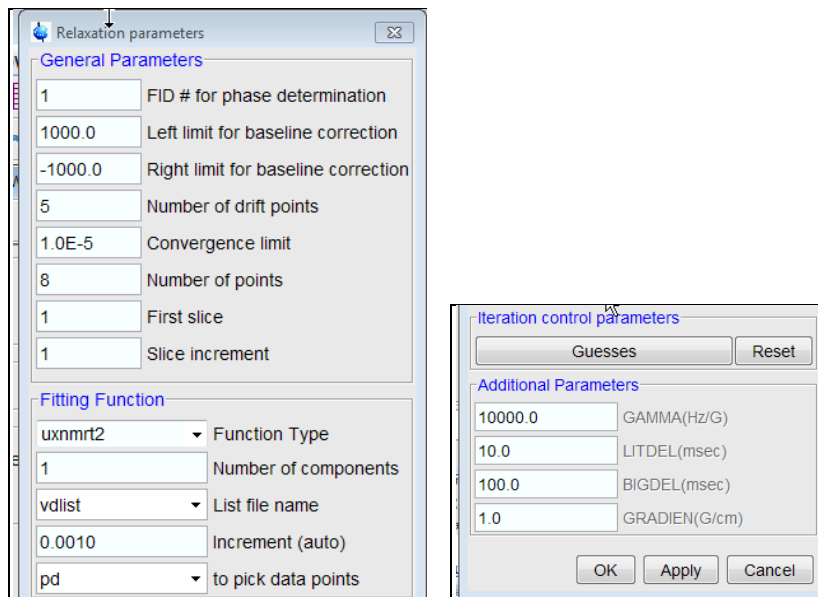 Relaxation parameters
General Parameters
1 FID # for phase determination
1000.0 Left limit for baseline correction
-1000.0 Right limit for baseline correction
5 Number of drift points
1.0E-5 Convergence limit
8 Number of points
1 First slice
1 Slice increment
Fitting Function
uxnmrt2 Function Type
1 Number of components
vdlist List file name
0.0010 Increment (auto)
pd to pick data points
Iteration control parameters
Guesses Reset
Additional Parameters
10000.0 GAMMA(Hz/G)
10.0 LITDEL(msec)
100.0 BIGDEL(msec)
1.0 GRADIEN(G/cm)
OK Apply Cancel